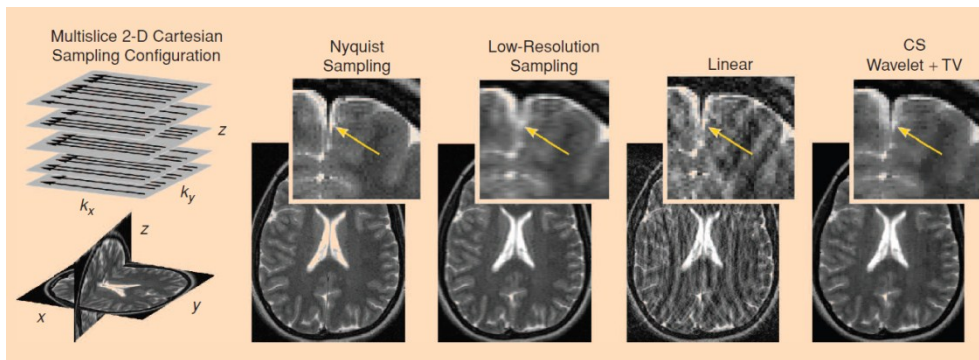 Multislice 2-D Cartesian
Sampling Configuration
z
kx
ky
z
x
y
Nyquist
Sampling
Low-Resolution
Sampling
Linear
CS
Wavelet + TV